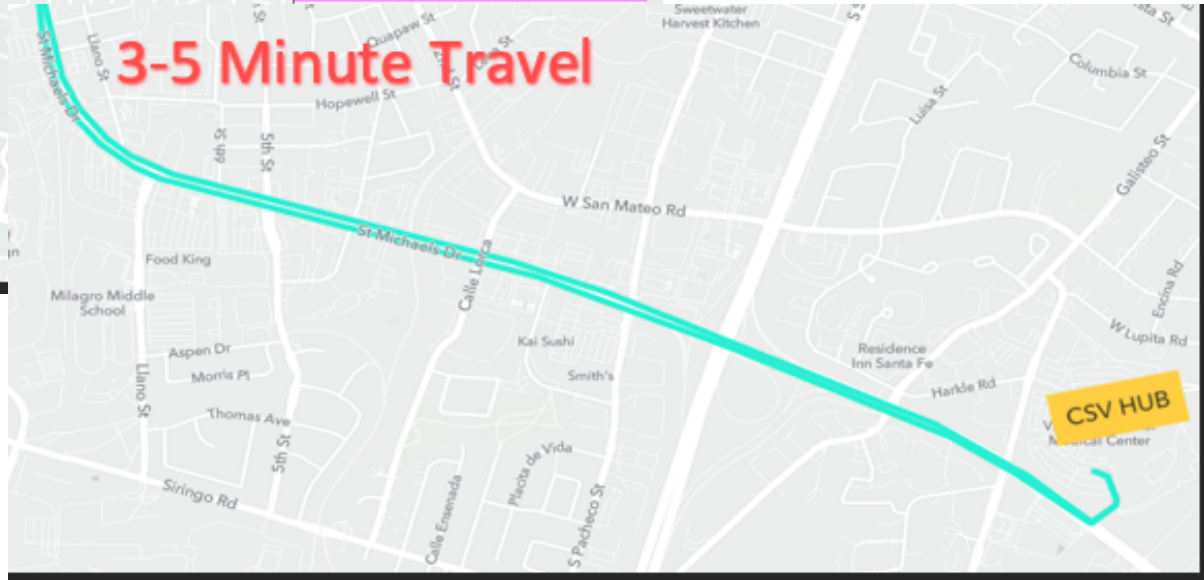 Sweetwater
Harvest Kitchen
Quapaw St
Llano St
St Michaels Dr
3-5 Minute Travel
2nd St
Columbia St
Hopewell St
Luisa St
6th St
5th St
Galisteo St
W San Mateo Rd
St Michaels Dr
Food King
Calle Lorca
Encina Rd
Milagro Middle
School
W Lupita Rd
Kai Sushi
Residence
Inn Santa Fe
Aspen Dr
Morris Pl
Smith's
Harkle Rd
Llano St
CSV HUB
Thomas Ave
Medical Center
5th St
Placita de Vida
Siringo Rd
Calle Ensenada
S Pacheco St